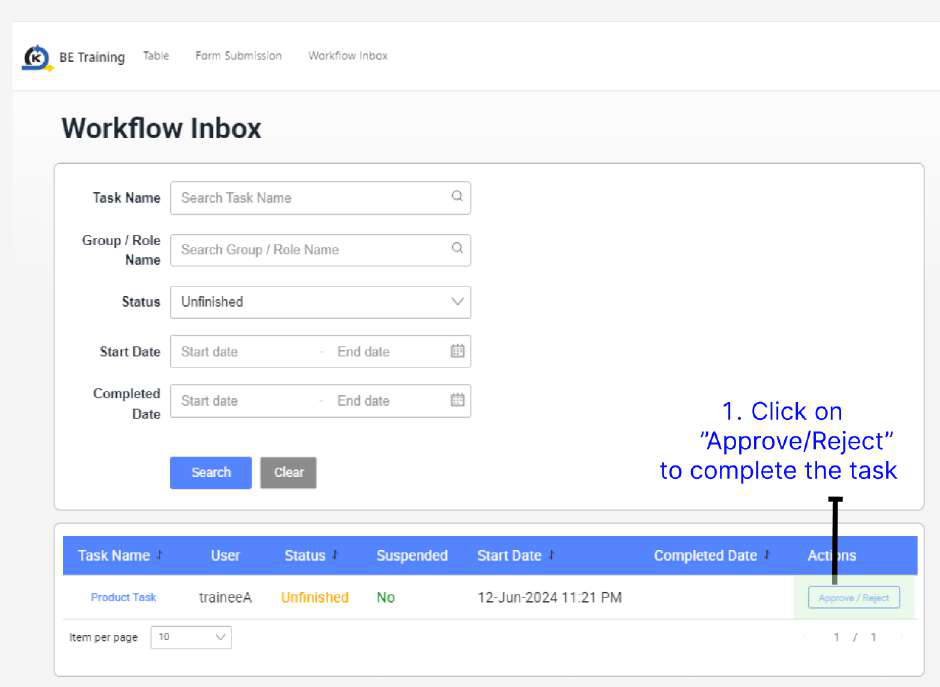 BE Training Table Form Submission Workflow Inbox
Workflow Inbox
Task Name Search Task Name
Group / Role
Name Search Group / Role Name
Status Unfinished
Start Date Start date - End date
Completed
Date Start date - End date
Search Clear
1. Click on
"Approve/Reject"
to complete the task
Task Name User Status Suspended Start Date Completed Date Actions
Product Task traineeA Unfinished No 12-Jun-2024 11:21 PM Approve / Reject
Item per page 10 1 / 1